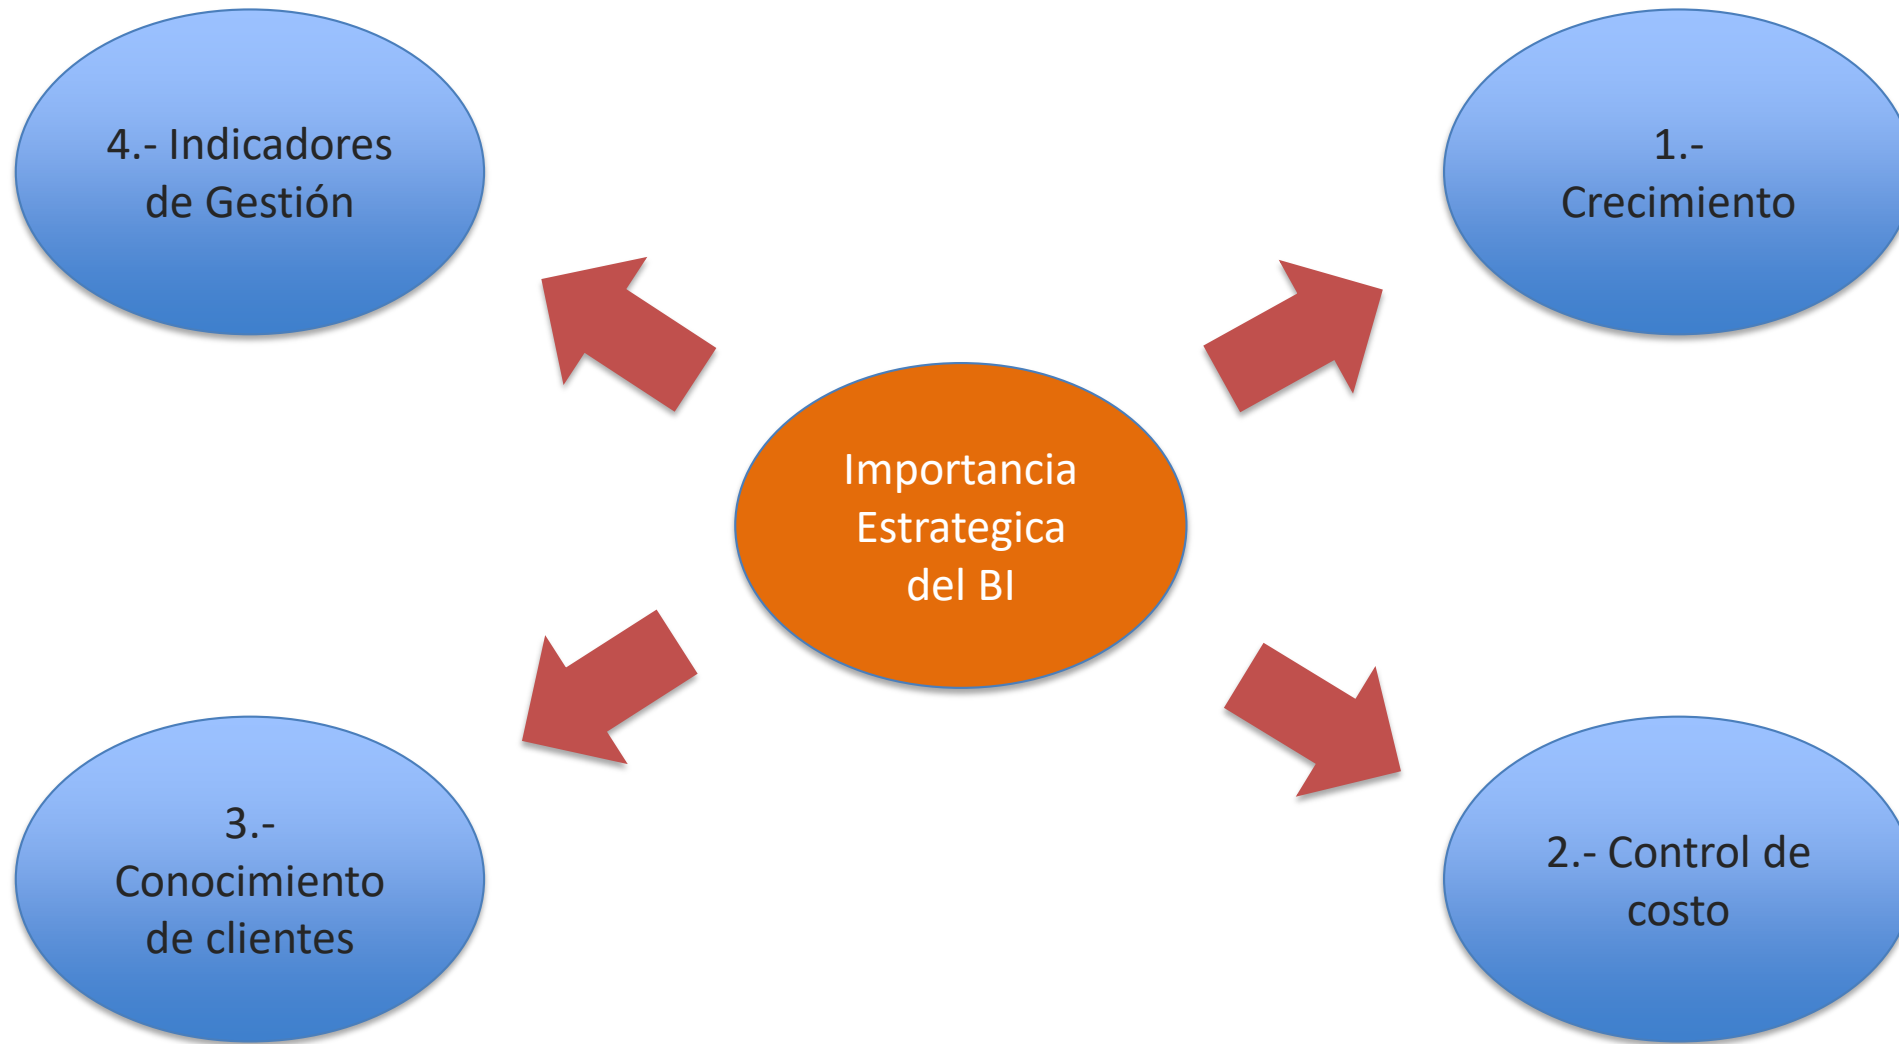 4.- Indicadores
de Gestión
1.-
Crecimiento
Importancia
Estrategica
del BI
3.-
Conocimiento
de clientes
2.- Control de
costo